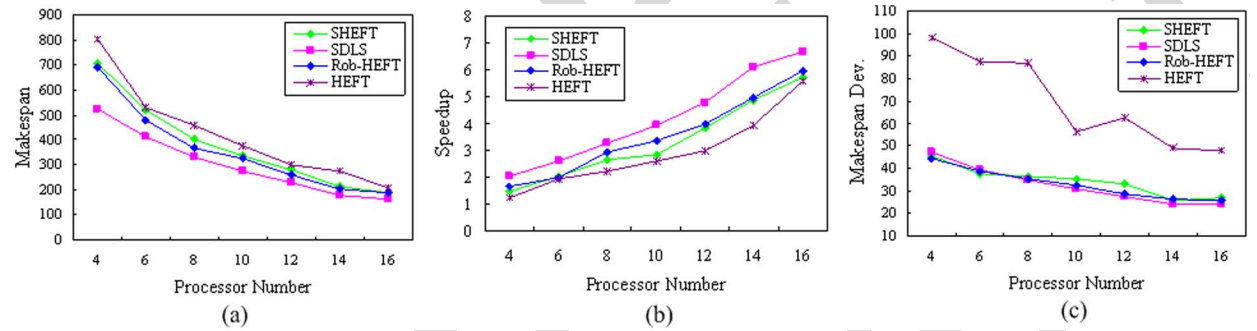 Makespan
900
800
700
600
500
400
300
200
100
0
4 6 8 10 12 14 16
Processor Number
SHEFT
SDLS
Rob-HEFT
HEFT
(a)
Speedup
8
7
6
5
4
3
2
1
0
4 6 8 10 12 14 16
Processor Number
SHEFT
SDLS
Rob-HEFT
HEFT
(b)
Makespan Dev.
110
100
90
80
70
60
50
40
30
20
10
4 6 8 10 12 14 16
Processor Number
SHEFT
SDLS
Rob-HEFT
HEFT
(c)